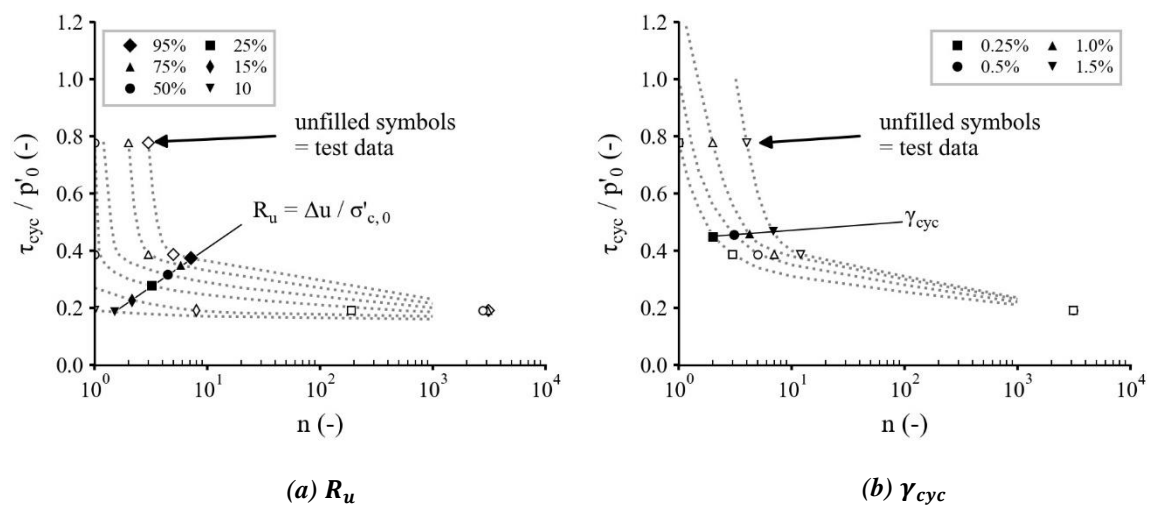 1.2
1.0
0.8
0.6
0.4
0.2
0.0
τcyc / p'0 (-)
95% 25%
75% 15%
50% 10
unfilled symbols
= test data
Ru = Δu / σ'c, 0
10^0 10^1 10^2 10^3 10^4
n (-)
(a) Ru
1.2
1.0
0.8
0.6
0.4
0.2
0.0
τcyc / p'0 (-)
0.25% 1.0%
0.5% 1.5%
unfilled symbols
= test data
γcyc
10^0 10^1 10^2 10^3 10^4
n (-)
(b) γcyc